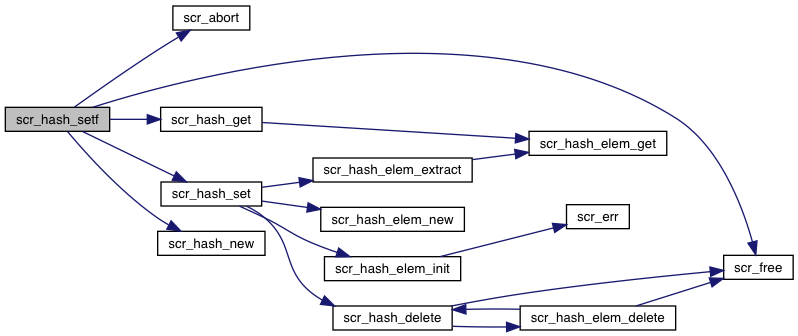 scr_abort
scr_hash_setf
scr_hash_get
scr_hash_elem_get
scr_hash_elem_extract
scr_hash_set
scr_hash_elem_new
scr_err
scr_hash_new
scr_hash_elem_init
scr_free
scr_hash_delete
scr_hash_elem_delete